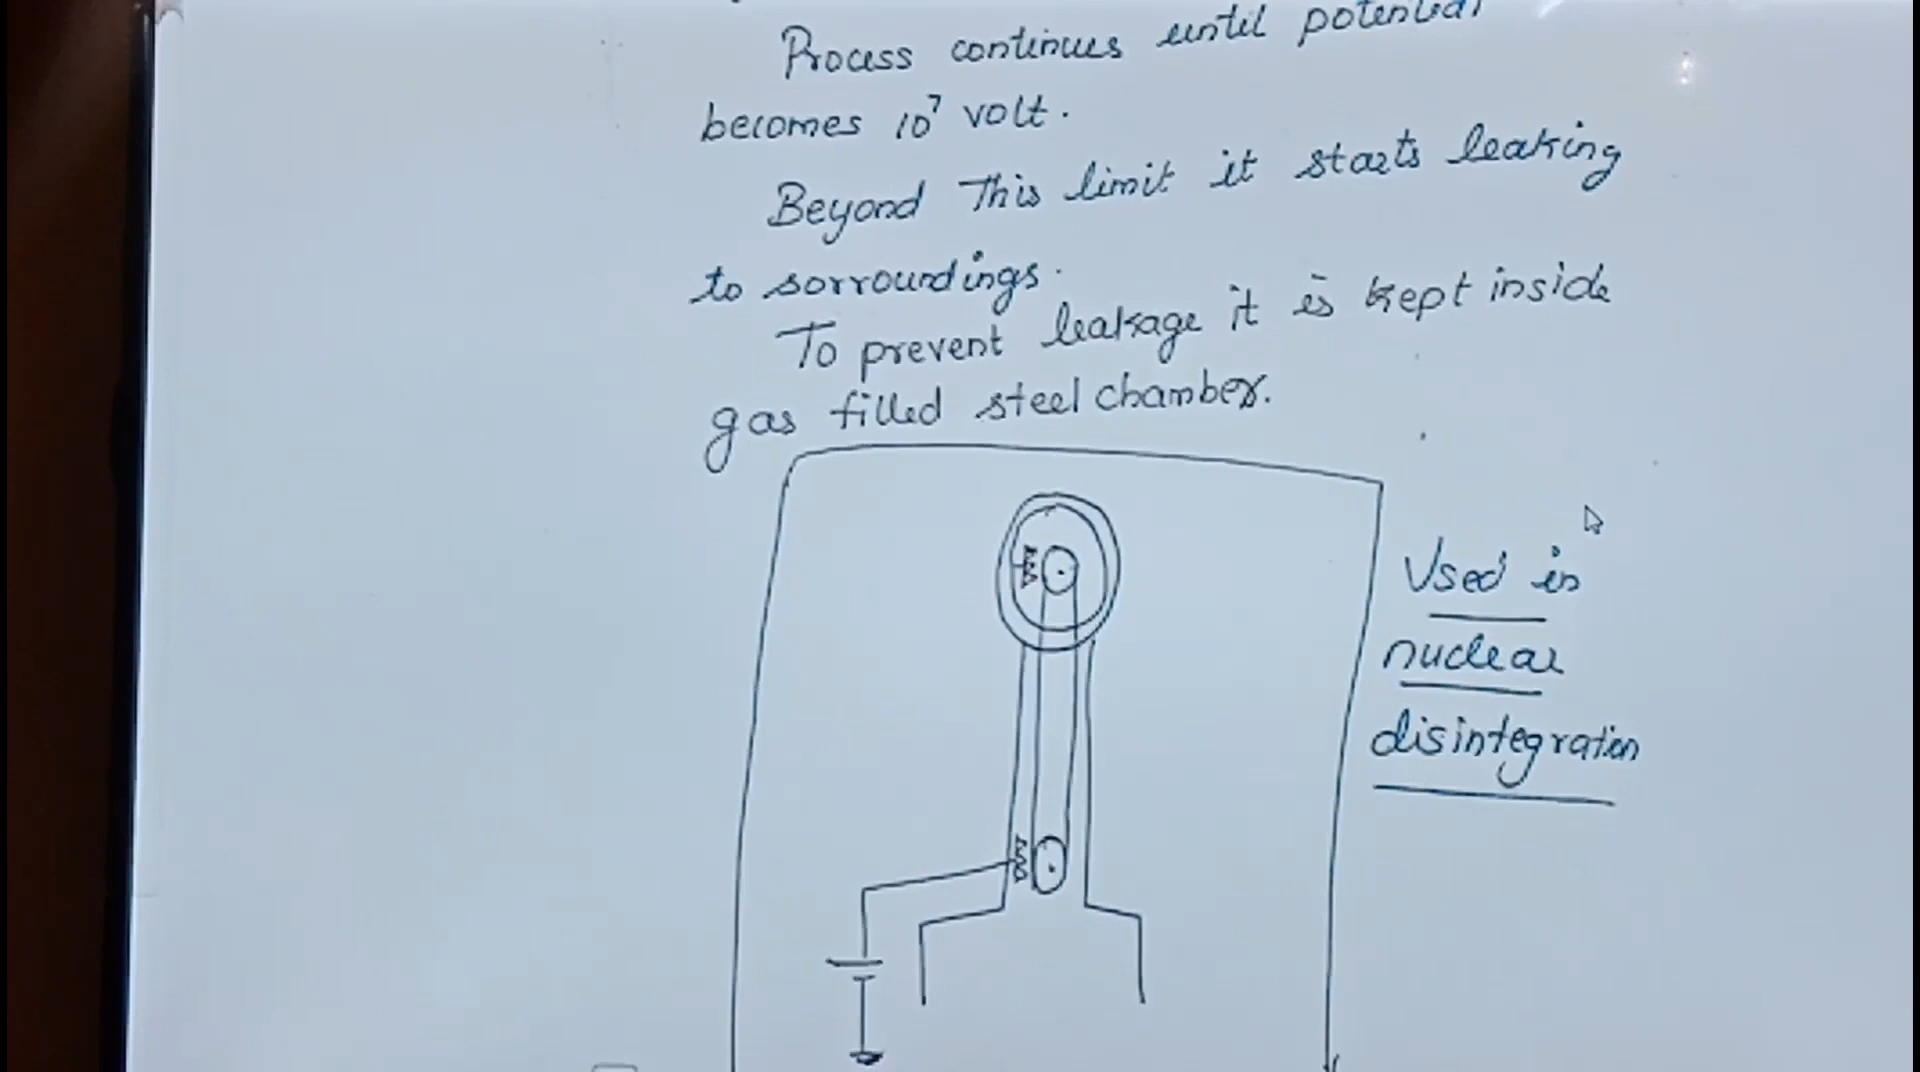 Process continues until potential
becomes 10⁷ volt.
Beyond This limit it starts leaking
to sorroundings.
To prevent leakage it is kept inside
gas filled steel chamber.
Used in
nuclear
disintegration